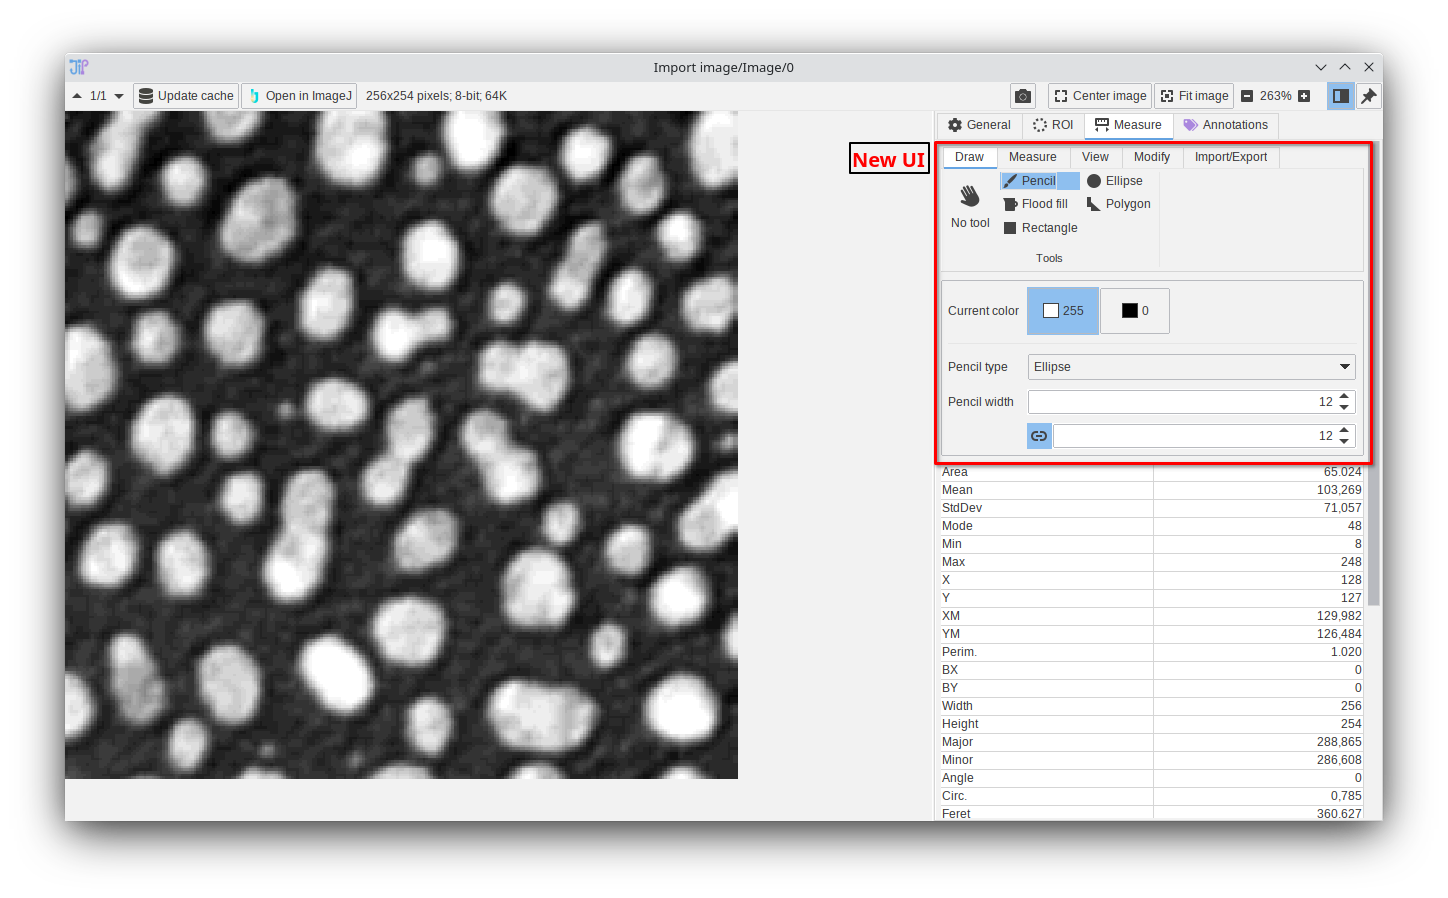 JIP Import image/Image/0
1/1 Update cache Open in ImageJ 256x254 pixels; 8-bit; 64K Center image Fit image 263%
General ROI Measure Annotations
New UI
Draw Measure View Modify Import/Export
No tool
Pencil Ellipse
Flood fill Polygon
Rectangle
Tools
Current color 255 0
Pencil type Ellipse
Pencil width 12
12
Area 65.024
Mean 103,269
StdDev 71,057
Mode 48
Min 8
Max 248
X 128
Y 127
XM 129,982
YM 126,484
Perim. 1.020
BX 0
BY 0
Width 256
Height 254
Major 288,865
Minor 286,608
Angle 0
Circ. 0,785
Feret 360,627